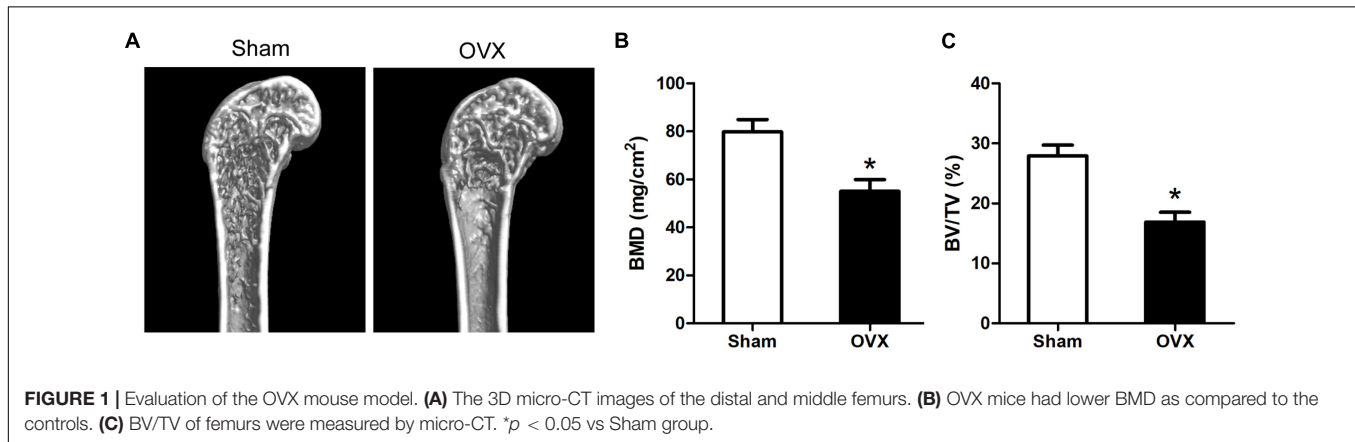 A
Sham
OVX
B
BMD (mg/cm²)
100
80
60
40
20
0
*
Sham
OVX
C
BV/TV (%)
40
30
20
10
0
*
Sham
OVX
FIGURE 1 | Evaluation of the OVX mouse model. (A) The 3D micro-CT images of the distal and middle femurs. (B) OVX mice had lower BMD as compared to the
controls. (C) BV/TV of femurs were measured by micro-CT. *p < 0.05 vs Sham group.